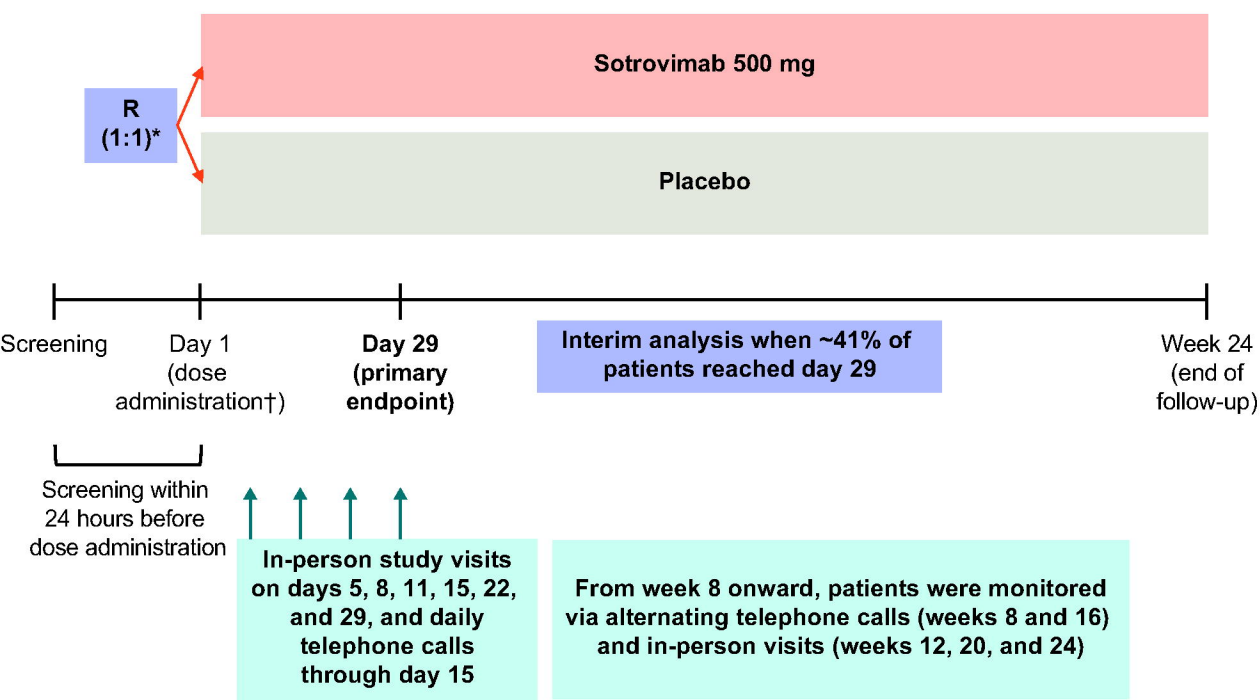 Sotrovimab 500 mg
R
(1:1)*
Placebo
Screening
Day 1
(dose
administration†)
Day 29
(primary
endpoint)
Interim analysis when ~41% of
patients reached day 29
Week 24
(end of
follow-up)
Screening within
24 hours before
dose administration
In-person study visits
on days 5, 8, 11, 15, 22,
and 29, and daily
telephone calls
through day 15
From week 8 onward, patients were monitored
via alternating telephone calls (weeks 8 and 16)
and in-person visits (weeks 12, 20, and 24)